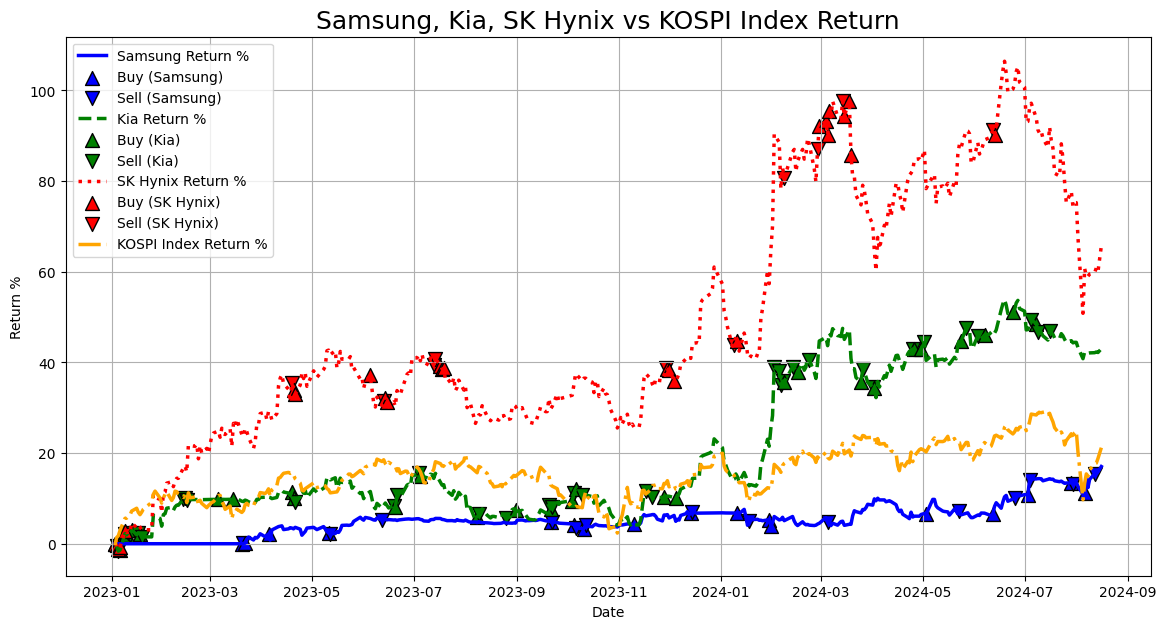 Samsung, Kia, SK Hynix vs KOSPI Index Return
Samsung Return %
Buy (Samsung)
Sell (Samsung)
Kia Return %
Buy (Kia)
Sell (Kia)
SK Hynix Return %
Buy (SK Hynix)
Sell (SK Hynix)
KOSPI Index Return %
Return %
100
80
60
40
20
0
2023-01 2023-03 2023-05 2023-07 2023-09 2023-11 2024-01 2024-03 2024-05 2024-07 2024-09
Date